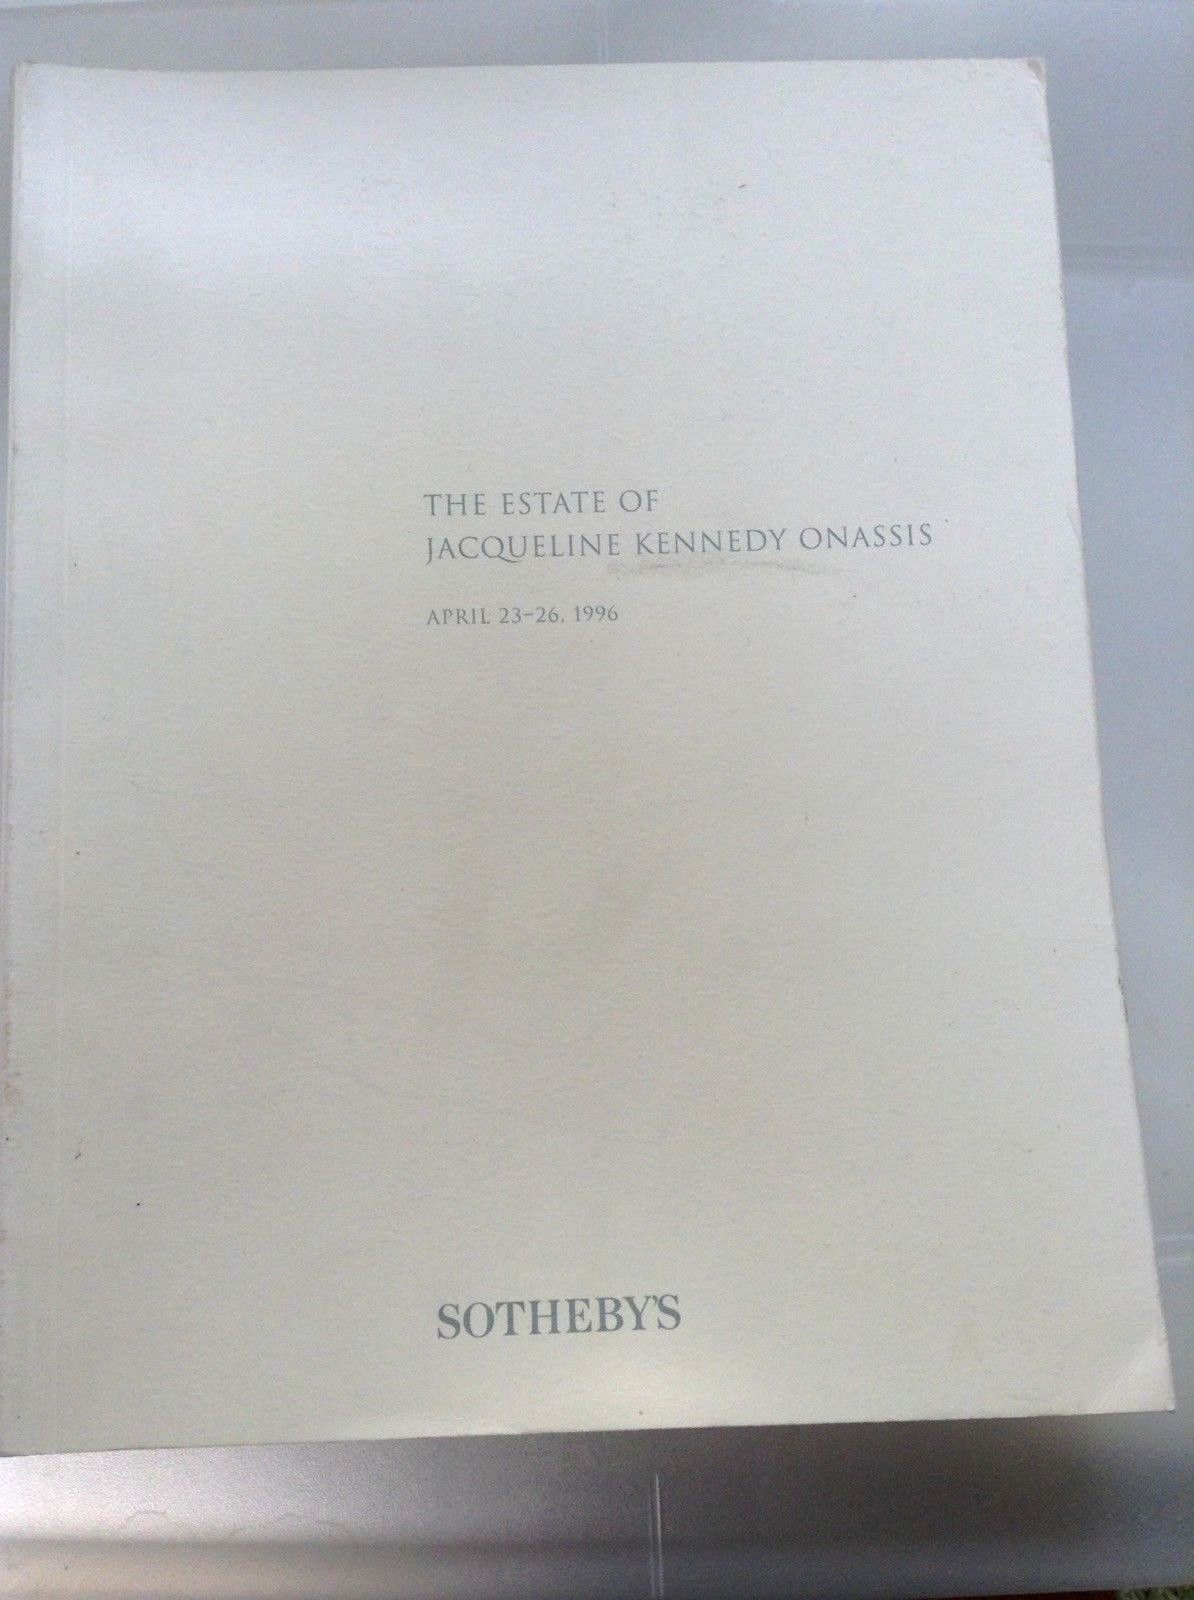 THE ESTATE OF
JACQUELINE KENNEDY ONASSIS
APRIL 23–26, 1996
SOTHEBY'S